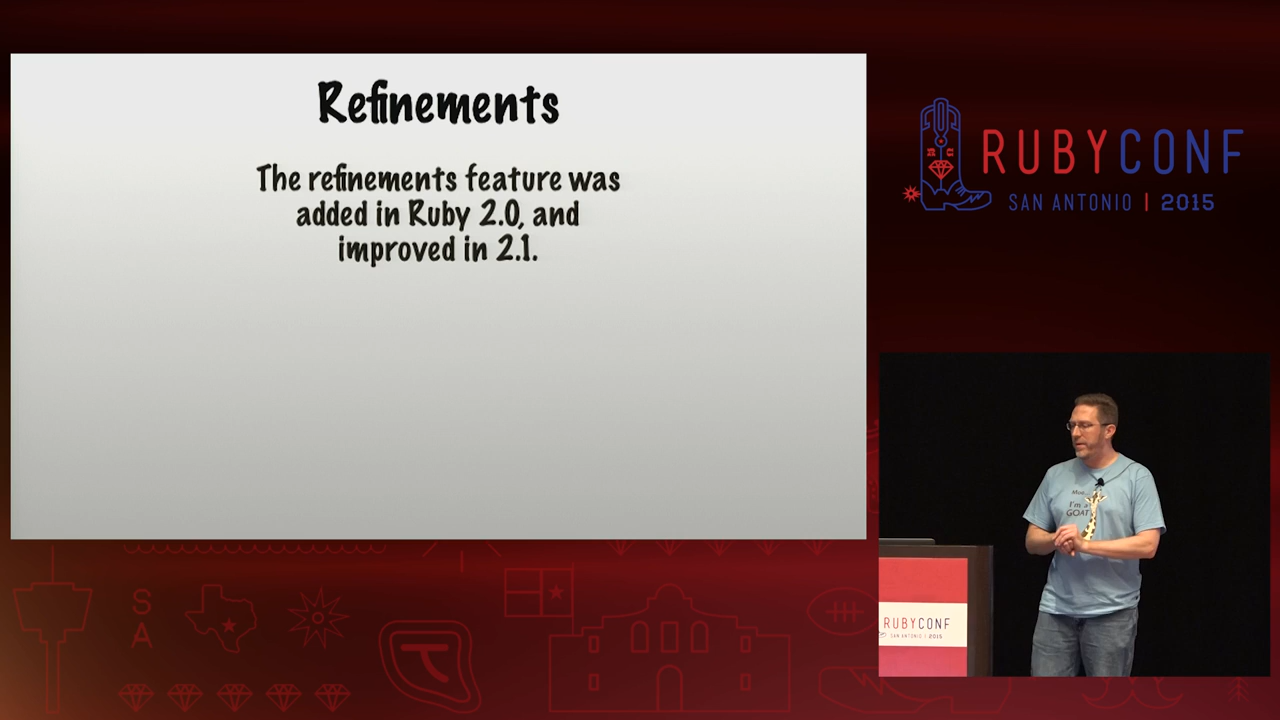 Refinements
The refinements feature was
added in Ruby 2.0, and
improved in 2.1.
RUBYCONF
SAN ANTONIO | 2015
Moo...
I'm a
GOAT
RUBYCONF
SAN ANTONIO | 2015
S
A